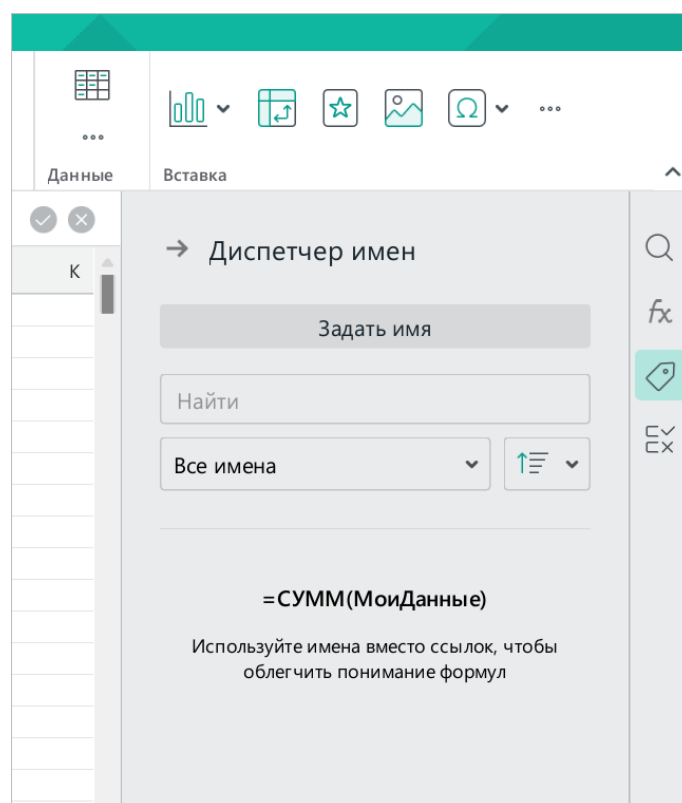 Данные
Вставка
K
Диспетчер имен
Задать имя
Найти
Все имена
=СУММ(МоиДанные)
Используйте имена вместо ссылок, чтобы
облегчить понимание формул
fx